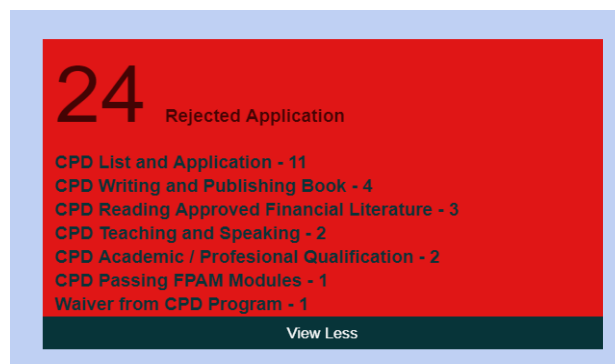 24 Rejected Application
CPD List and Application - 11
CPD Writing and Publishing Book - 4
CPD Reading Approved Financial Literature - 3
CPD Teaching and Speaking - 2
CPD Academic / Profesional Qualification - 2
CPD Passing FPAM Modules - 1
Waiver from CPD Program - 1
View Less